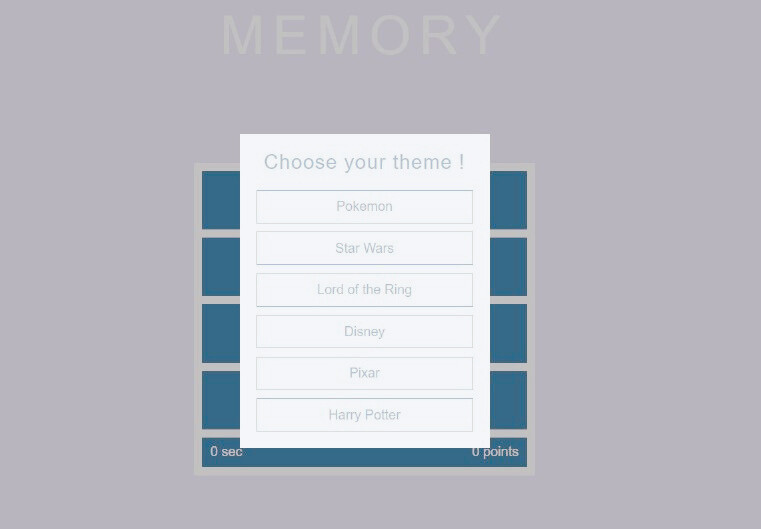 MEMORY
Choose your theme !
Pokemon
Star Wars
Lord of the Ring
Disney
Pixar
Harry Potter
0 sec 0 points